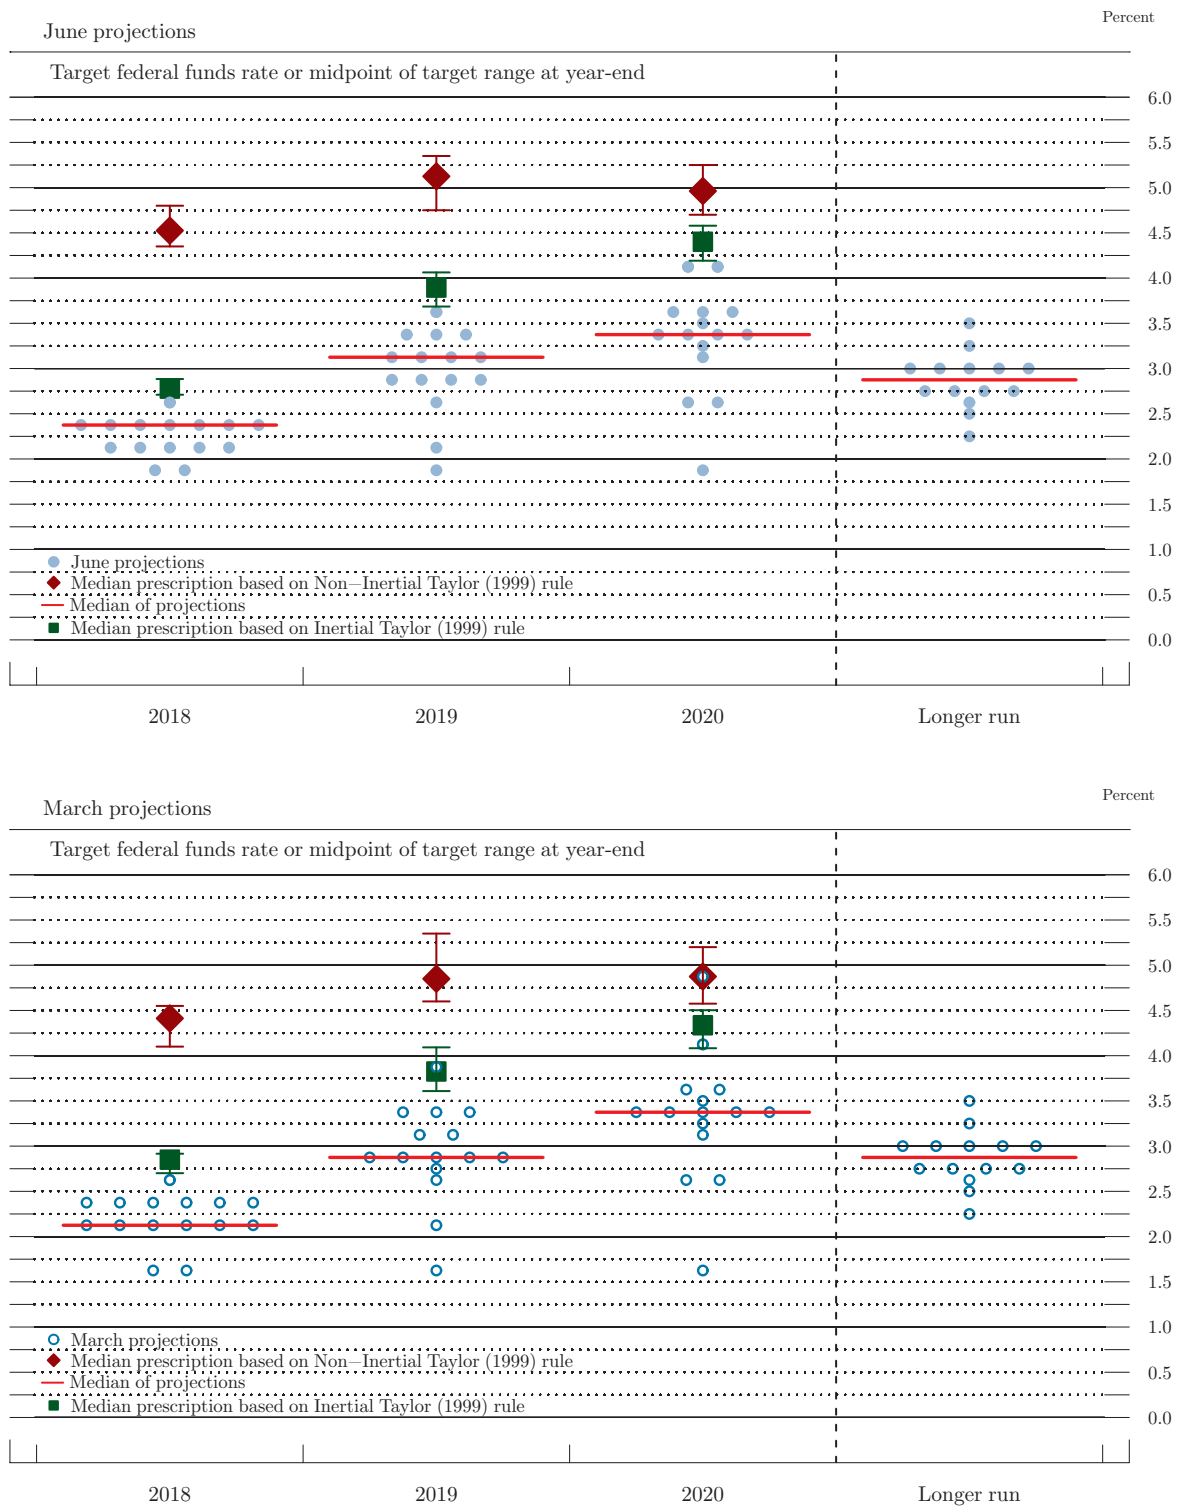 Percent
June projections
Target federal funds rate or midpoint of target range at year-end
6.0
5.5
5.0
4.5
4.0
3.5
3.0
2.5
2.0
1.5
1.0
0.5
0.0
June projections
Median prescription based on Non−Inertial Taylor (1999) rule
Median of projections
Median prescription based on Inertial Taylor (1999) rule
2018 2019 2020 Longer run
Percent
March projections
Target federal funds rate or midpoint of target range at year-end
6.0
5.5
5.0
4.5
4.0
3.5
3.0
2.5
2.0
1.5
1.0
0.5
0.0
March projections
Median prescription based on Non−Inertial Taylor (1999) rule
Median of projections
Median prescription based on Inertial Taylor (1999) rule
2018 2019 2020 Longer run